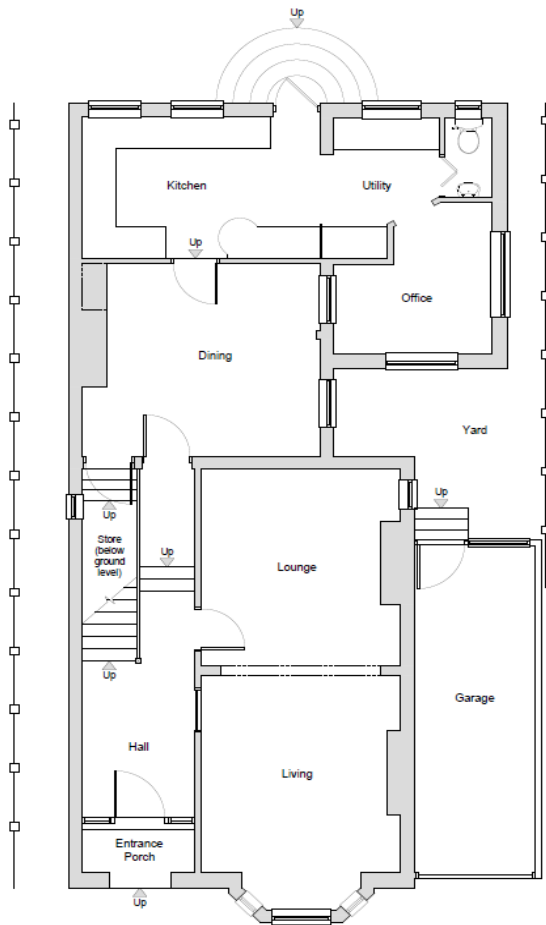 Up
Kitchen
Utility
Up
Office
Dining
Yard
Up
Up
Store
(below
ground
level)
Up
Lounge
Up
Garage
Hall
Living
Entrance
Porch
Up